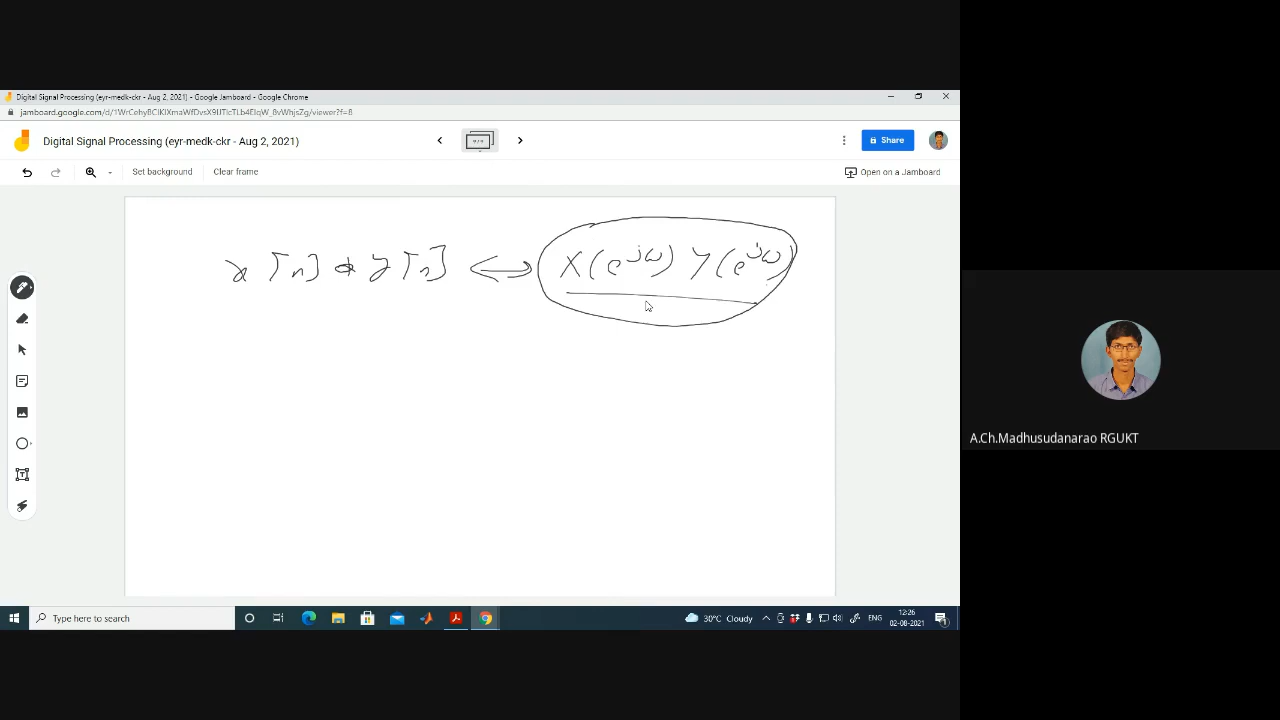 Digital Signal Processing (eyr-medk-ckr - Aug 2, 2021) - Google Jamboard - Google Chrome
Digital Signal Processing (eyr-medk-ckr - Aug 2, 2021)
Share
Set background
Clear frame
Open on a Jamboard
x[n] * y[n] ⟺ X(e^{jω}) Y(e^{jω})
A.Ch.Madhusudanarao RGUKT
Type here to search
30°C Cloudy
ENG
12:26
02-08-2021